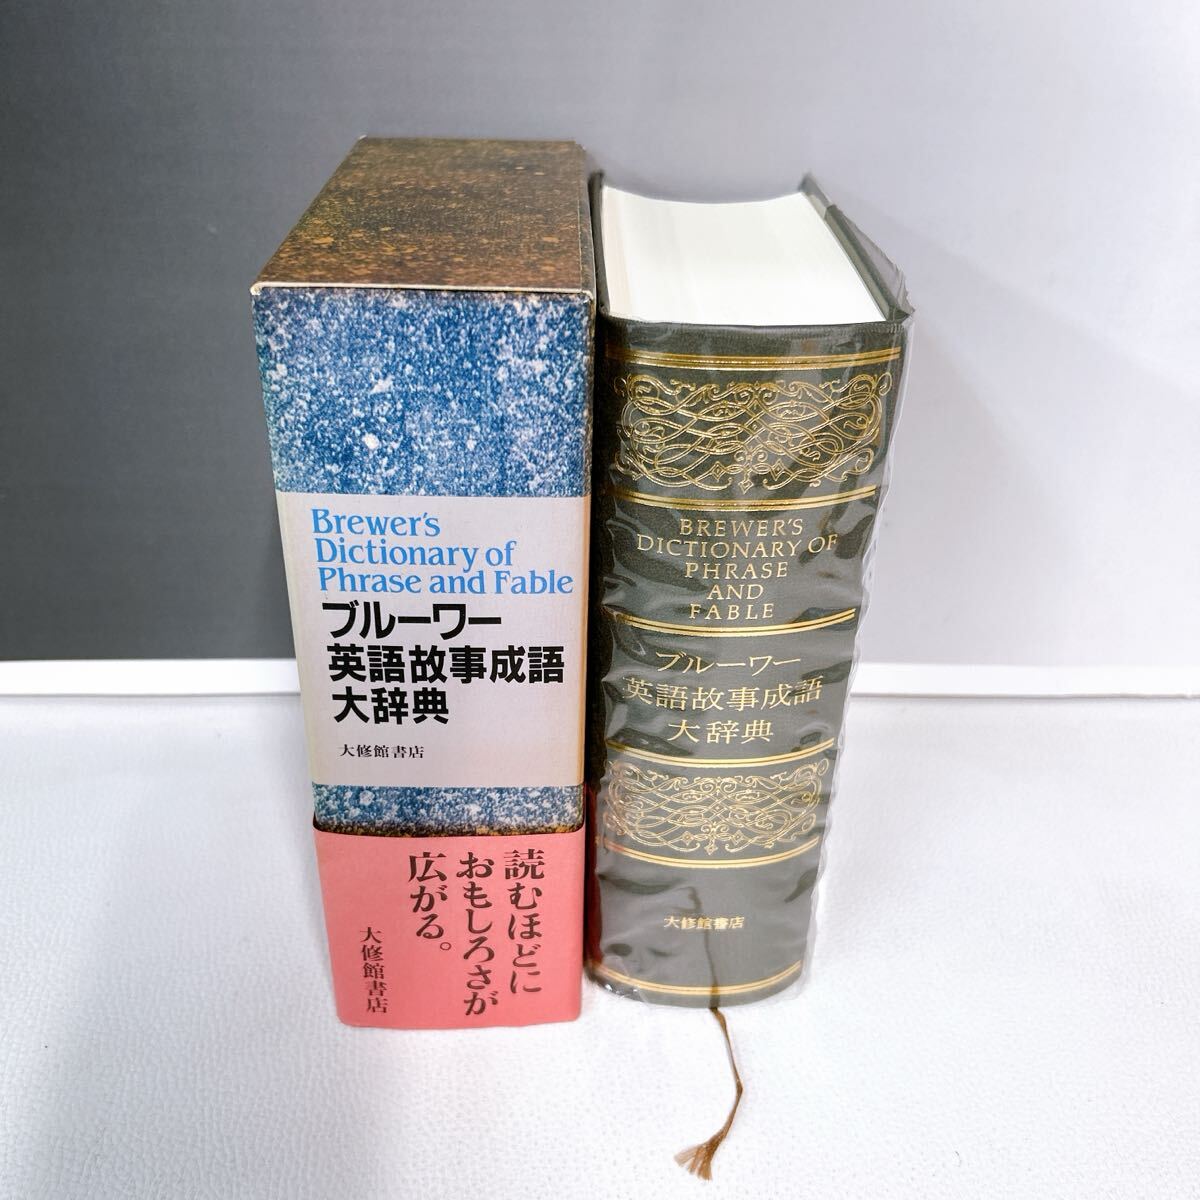 Brewer's
Dictionary of
Phrase and Fable
ブルーワー
英語故事成語
大辞典
大修館書店
読むほどに
おもしろさが
広がる。
大修館書店
BREWER'S
DICTIONARY OF
PHRASE
AND
FABLE
ブルーワー
英語故事成語
大辞典
大修館書店